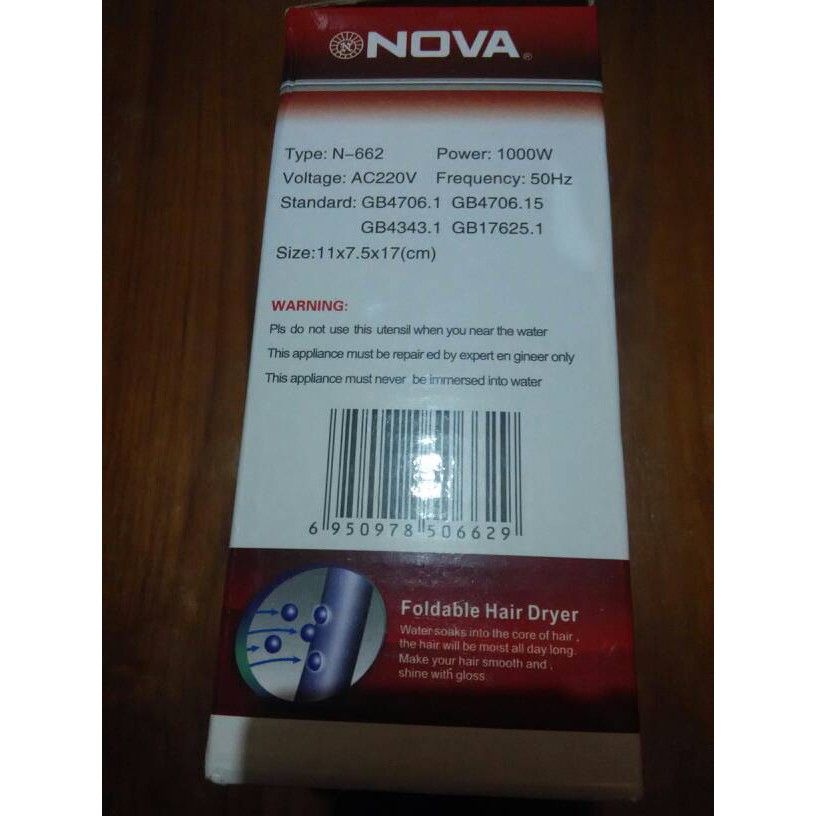 NOVA®
Type: N-662 Power: 1000W
Voltage: AC220V Frequency: 50Hz
Standard: GB4706.1 GB4706.15
GB4343.1 GB17625.1
Size:11x7.5x17(cm)
WARNING:
Pls do not use this utensil when you near the water
This appliance must be repair ed by expert en gineer only
This appliance must never be immersed into water
6 950978 506629
Foldable Hair Dryer
Water soaks into the core of hair ,
the hair will be moist all day long.
Make your hair smooth and ,
shine with gloss